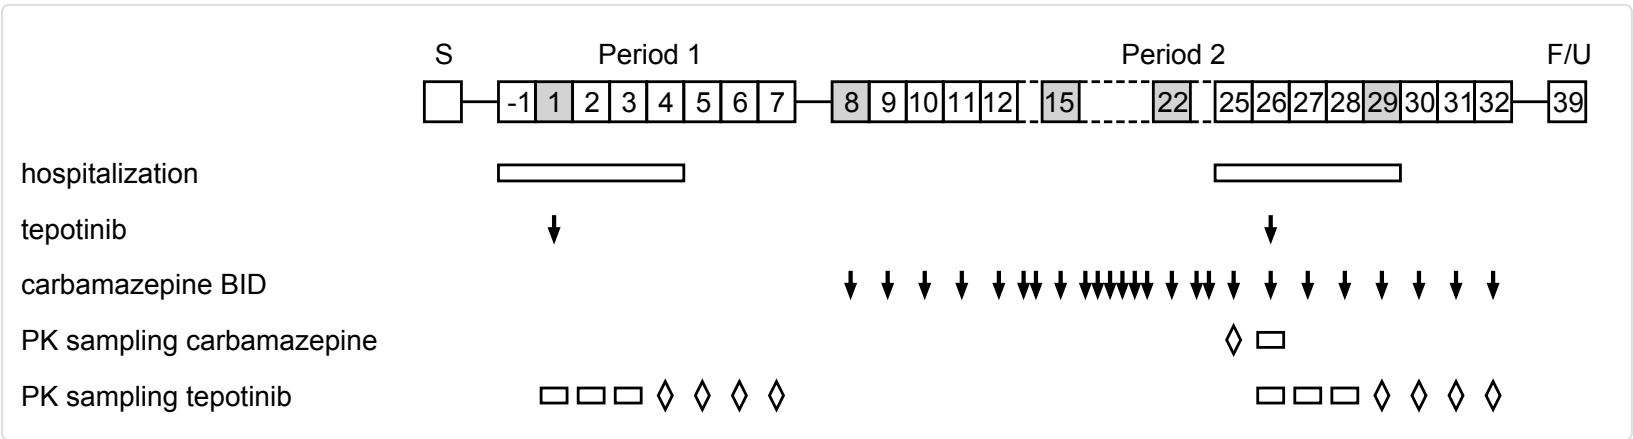 S Period 1 Period 2 F/U
-1 1 2 3 4 5 6 7 8 9 10 11 12 15 22 25 26 27 28 29 30 31 32 39
hospitalization
tepotinib
carbamazepine BID
PK sampling carbamazepine
PK sampling tepotinib